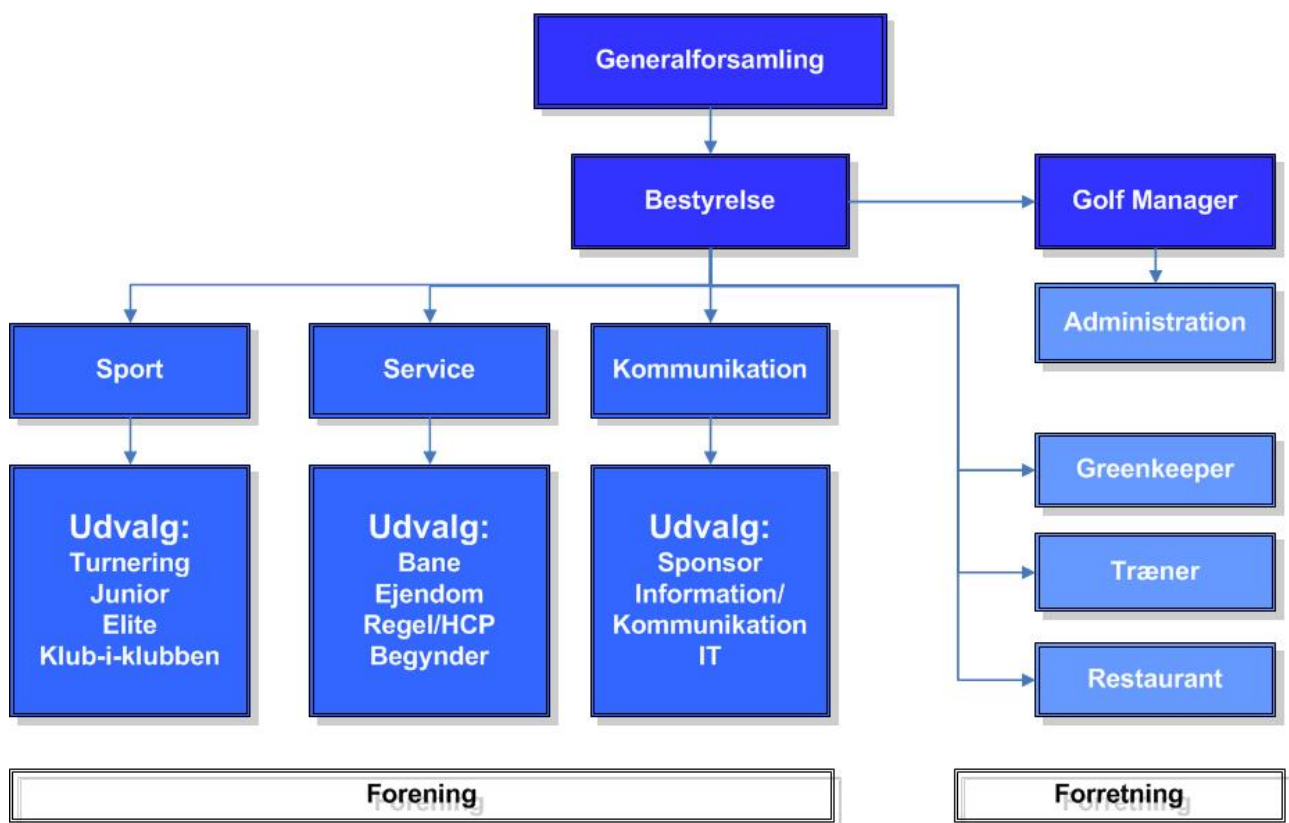 Generalforsamling
Bestyrelse
Golf Manager
Administration
Sport
Service
Kommunikation
Greenkeeper
Træner
Restaurant
Udvalg:
Turnering
Junior
Elite
Klub-i-klubben
Udvalg:
Bane
Ejendom
Regel/HCP
Begynder
Udvalg:
Sponsor
Information/
Kommunikation
IT
Forening
Forretning